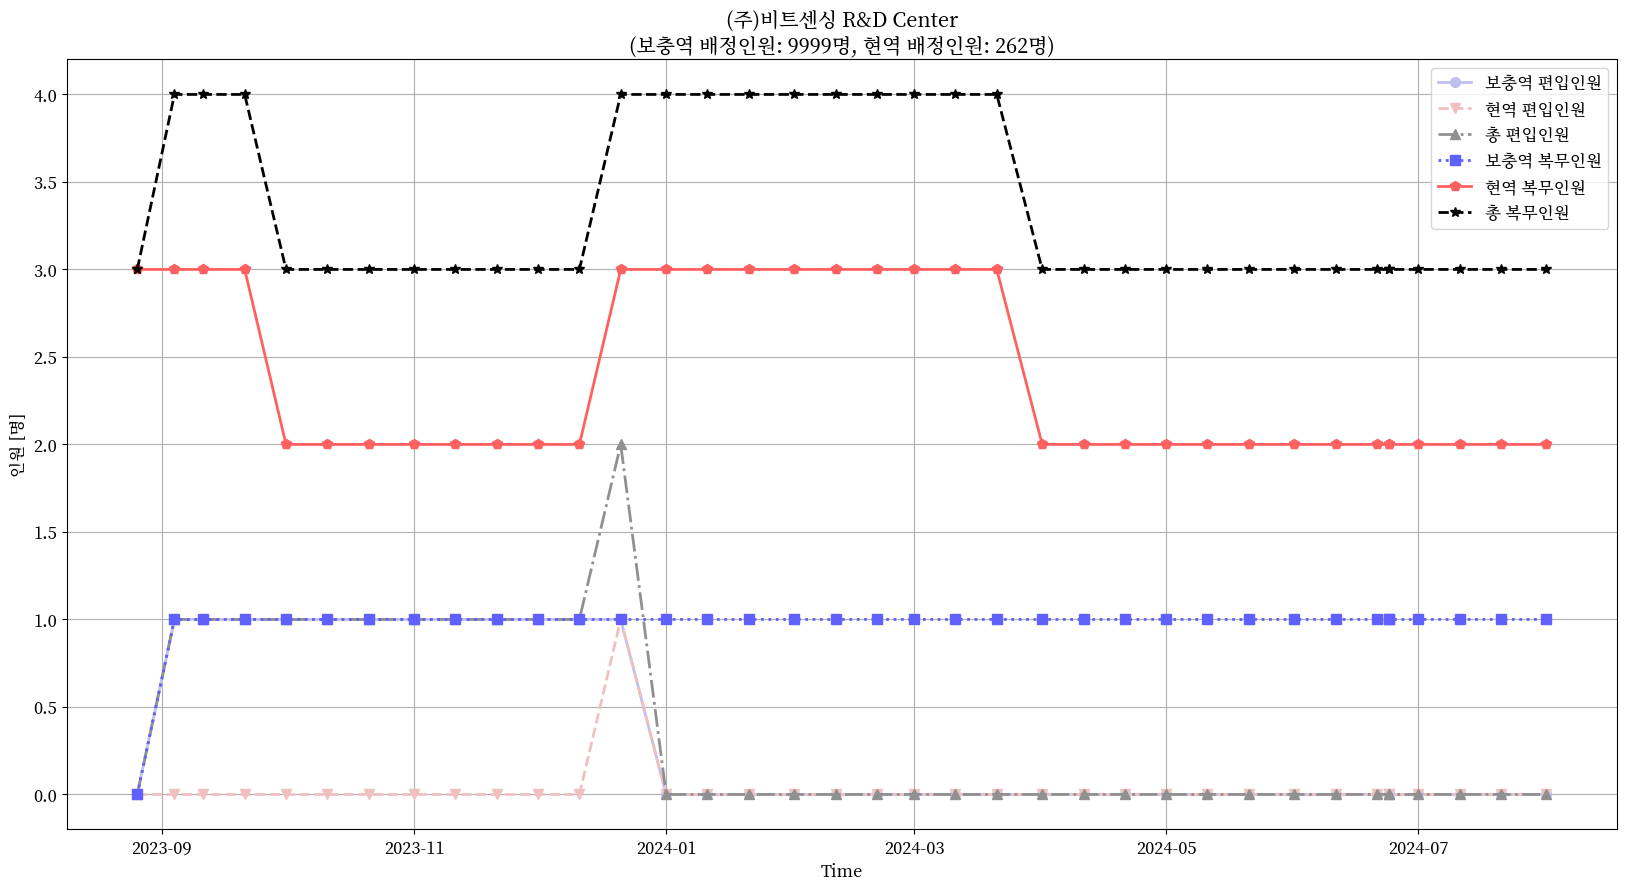 (주)비트센싱 R&D Center
(보충역 배정인원: 9999명, 현역 배정인원: 262명)
보충역 편입인원
현역 편입인원
총 편입인원
보충역 복무인원
현역 복무인원
총 복무인원
인원 [명]
4.0
3.5
3.0
2.5
2.0
1.5
1.0
0.5
0.0
2023-09 2023-11 2024-01 2024-03 2024-05 2024-07
Time